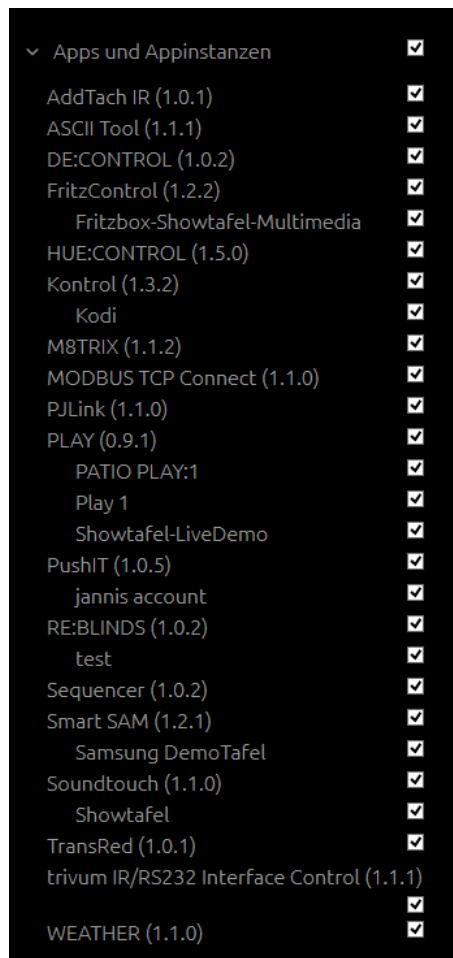 Apps und Appinstanzen
AddTach IR (1.0.1)
ASCII Tool (1.1.1)
DE:CONTROL (1.0.2)
FritzControl (1.2.2)
Fritzbox-Showtafel-Multimedia
HUE:CONTROL (1.5.0)
Kontrol (1.3.2)
Kodi
M8TRIX (1.1.2)
MODBUS TCP Connect (1.1.0)
PJLink (1.1.0)
PLAY (0.9.1)
PATIO PLAY:1
Play 1
Showtafel-LiveDemo
PushIT (1.0.5)
jannis account
RE:BLINDS (1.0.2)
test
Sequencer (1.0.2)
Smart SAM (1.2.1)
Samsung DemoTafel
Soundtouch (1.1.0)
Showtafel
TransRed (1.0.1)
trivum IR/RS232 Interface Control (1.1.1)
WEATHER (1.1.0)